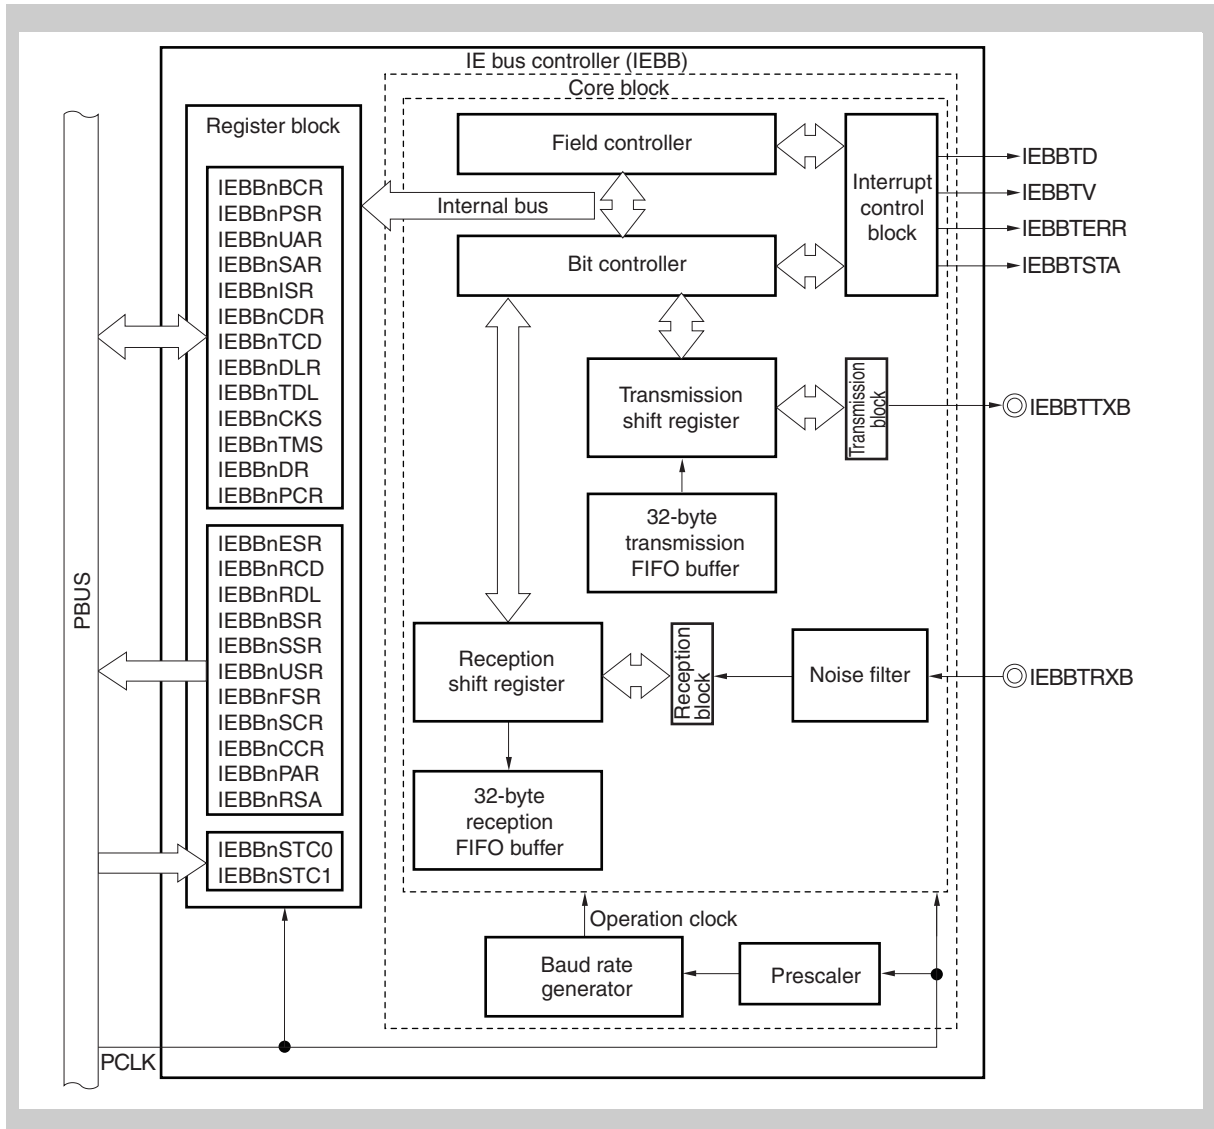 IE bus controller (IEBB)
Core block
Register block
Field controller
IEBBTD
Interrupt
control
block
IEBBTV
IEBBTERR
IEBBTSTA
Internal bus
Bit controller
IEBBnBCR
IEBBnPSR
IEBBnUAR
IEBBnSAR
IEBBnISR
IEBBnCDR
IEBBnTCD
IEBBnDLR
IEBBnTDL
IEBBnCKS
IEBBnTMS
IEBBnDR
IEBBnPCR
Transmission
shift register
Transmission
block
IEBBTTXB
32-byte
transmission
FIFO buffer
PBUS
IEBBnESR
IEBBnRCD
IEBBnRDL
IEBBnBSR
IEBBnSSR
IEBBnUSR
IEBBnFSR
IEBBnSCR
IEBBnCCR
IEBBnPAR
IEBBnRSA
Reception
shift register
Reception
block
Noise filter
IEBBTRXB
32-byte
reception
FIFO buffer
IEBBnSTC0
IEBBnSTC1
Operation clock
Baud rate
generator
Prescaler
PCLK